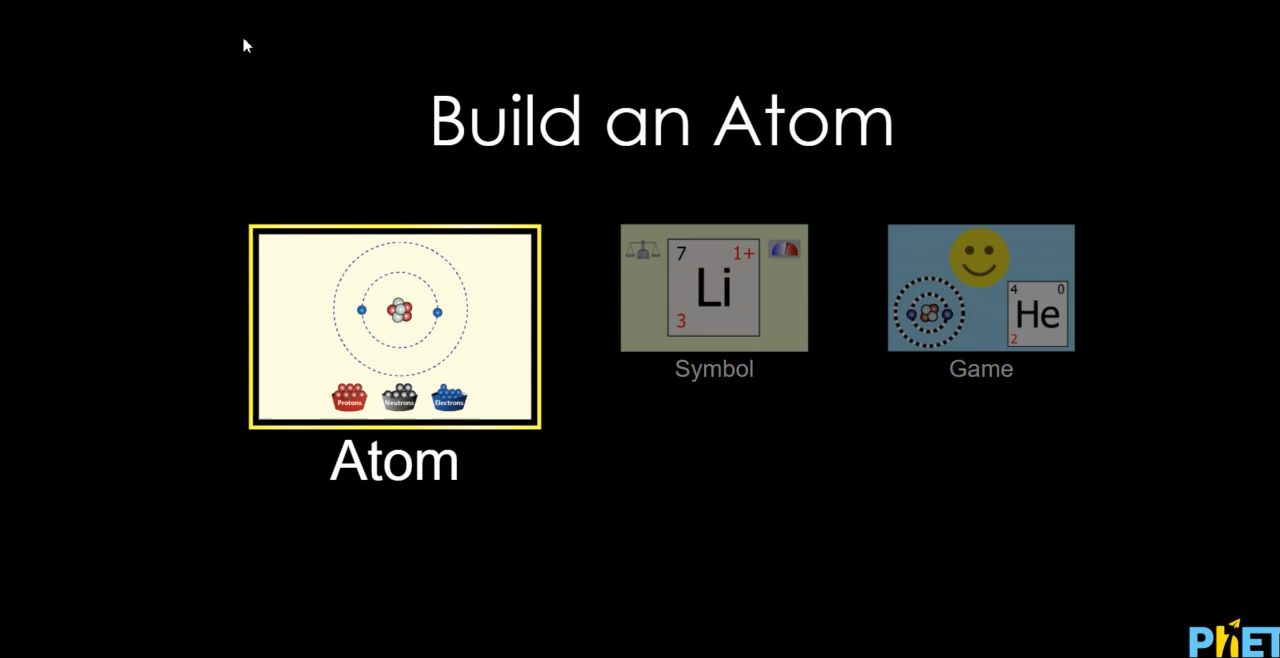 Build an Atom
7 1+
Li
3
4 0
He
2
Protons Neutrons Electrons
Symbol
Game
Atom
PhET